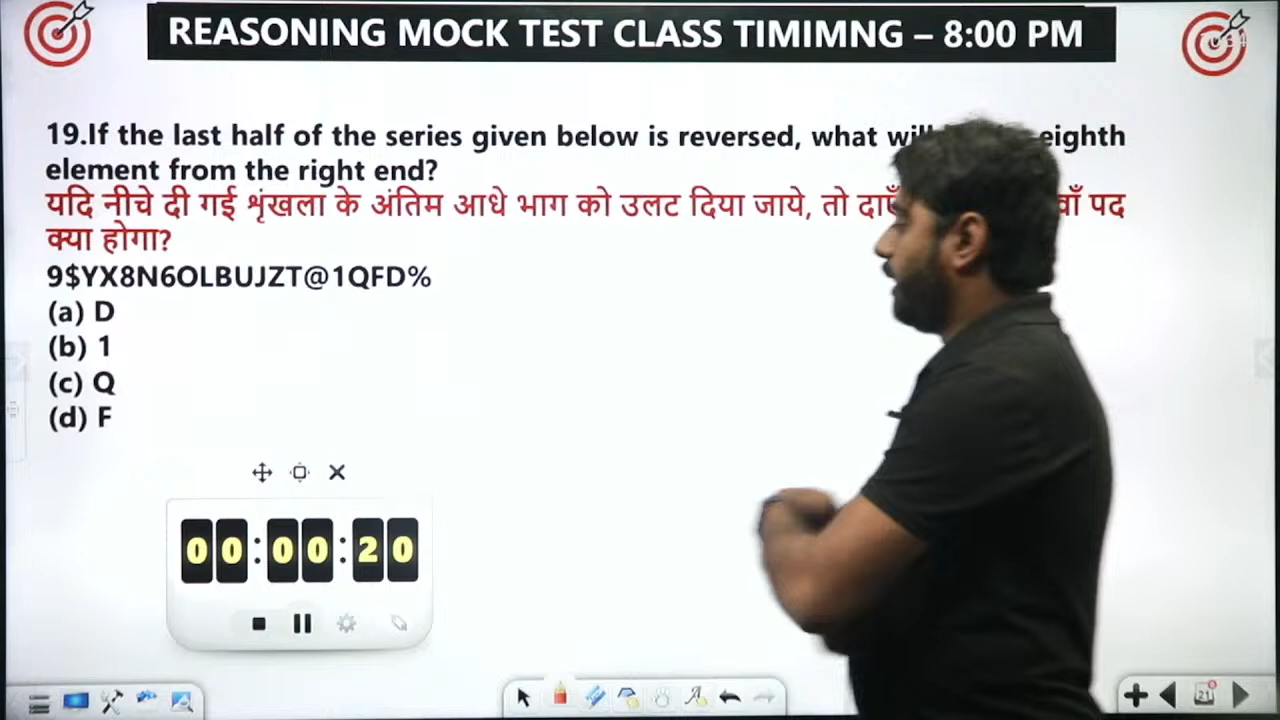 REASONING MOCK TEST CLASS TIMIMNG – 8:00 PM
19.If the last half of the series given below is reversed, what eighth
element from the right end?
यदि नीचे दी गई शृंखला के अंतिम आधे भाग को उलट दिया जाये, तो पद
क्या होगा?
9$YX8N6OLBUJZT@1QFD%
(a) D
(b) 1
(c) Q
(d) F
00:00:20
21